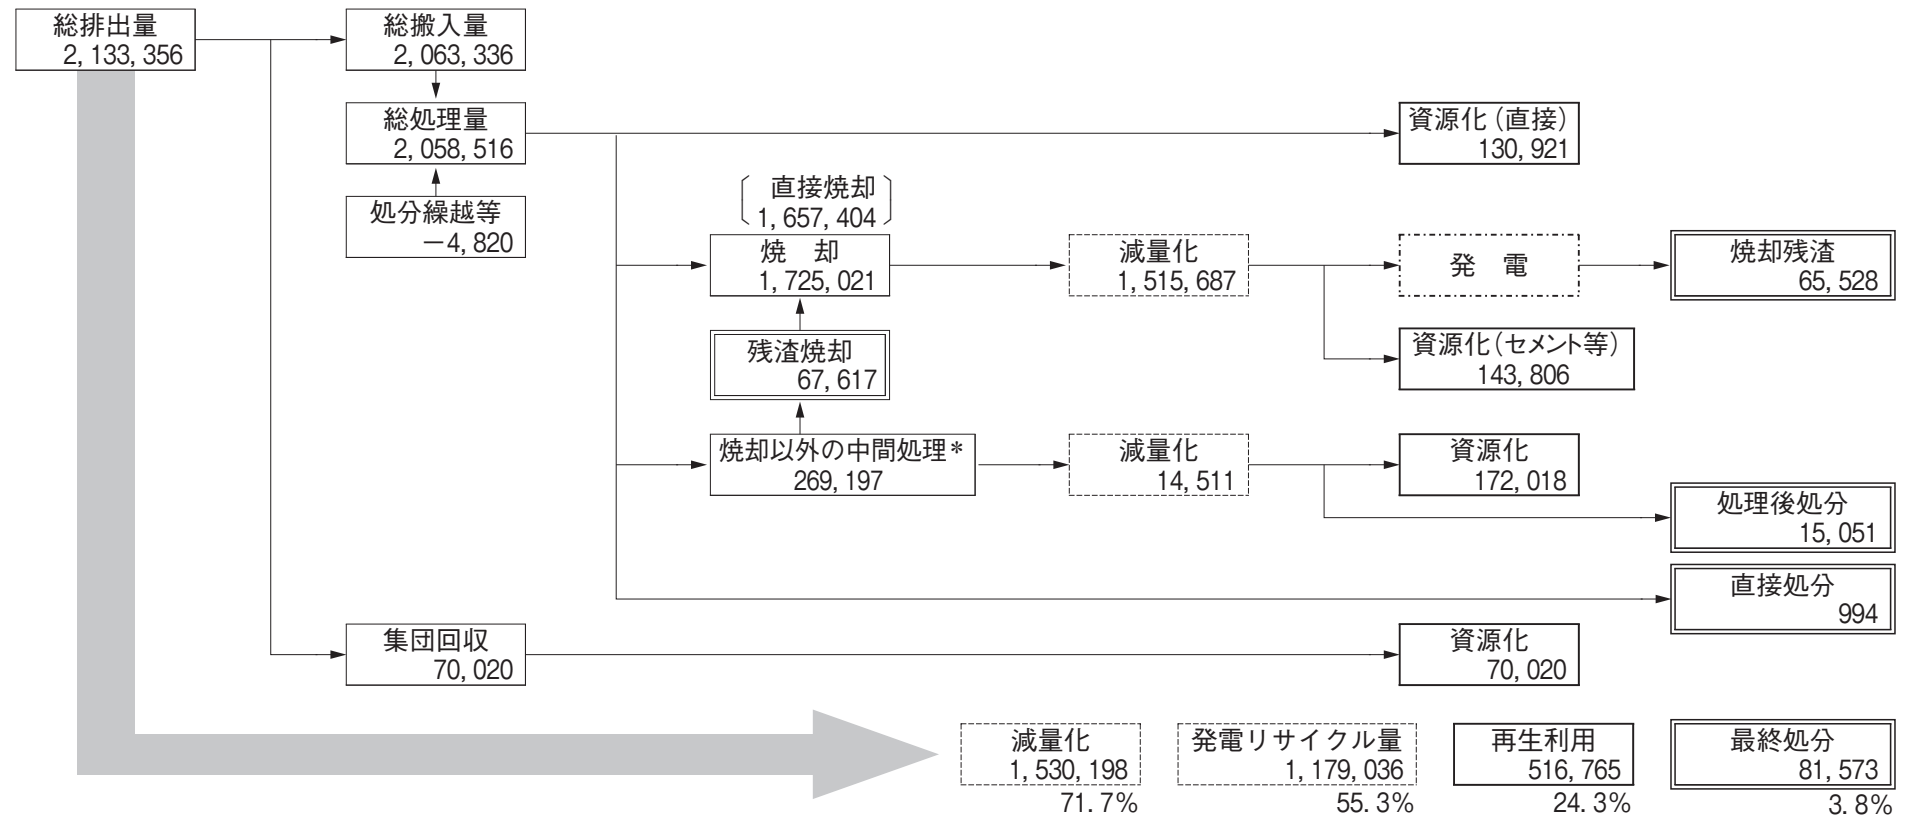 総排出量
2,133,356
総搬入量
2,063,336
総処理量
2,058,516
処分繰越等
－4,820
資源化(直接)
130,921
直接焼却
1,657,404
焼　却
1,725,021
減量化
1,515,687
発　電
焼却残渣
65,528
残渣焼却
67,617
資源化(セメント等)
143,806
焼却以外の中間処理*
269,197
減量化
14,511
資源化
172,018
処理後処分
15,051
直接処分
994
集団回収
70,020
資源化
70,020
減量化
1,530,198
71.7%
発電リサイクル量
1,179,036
55.3%
再生利用
516,765
24.3%
最終処分
81,573
3.8%